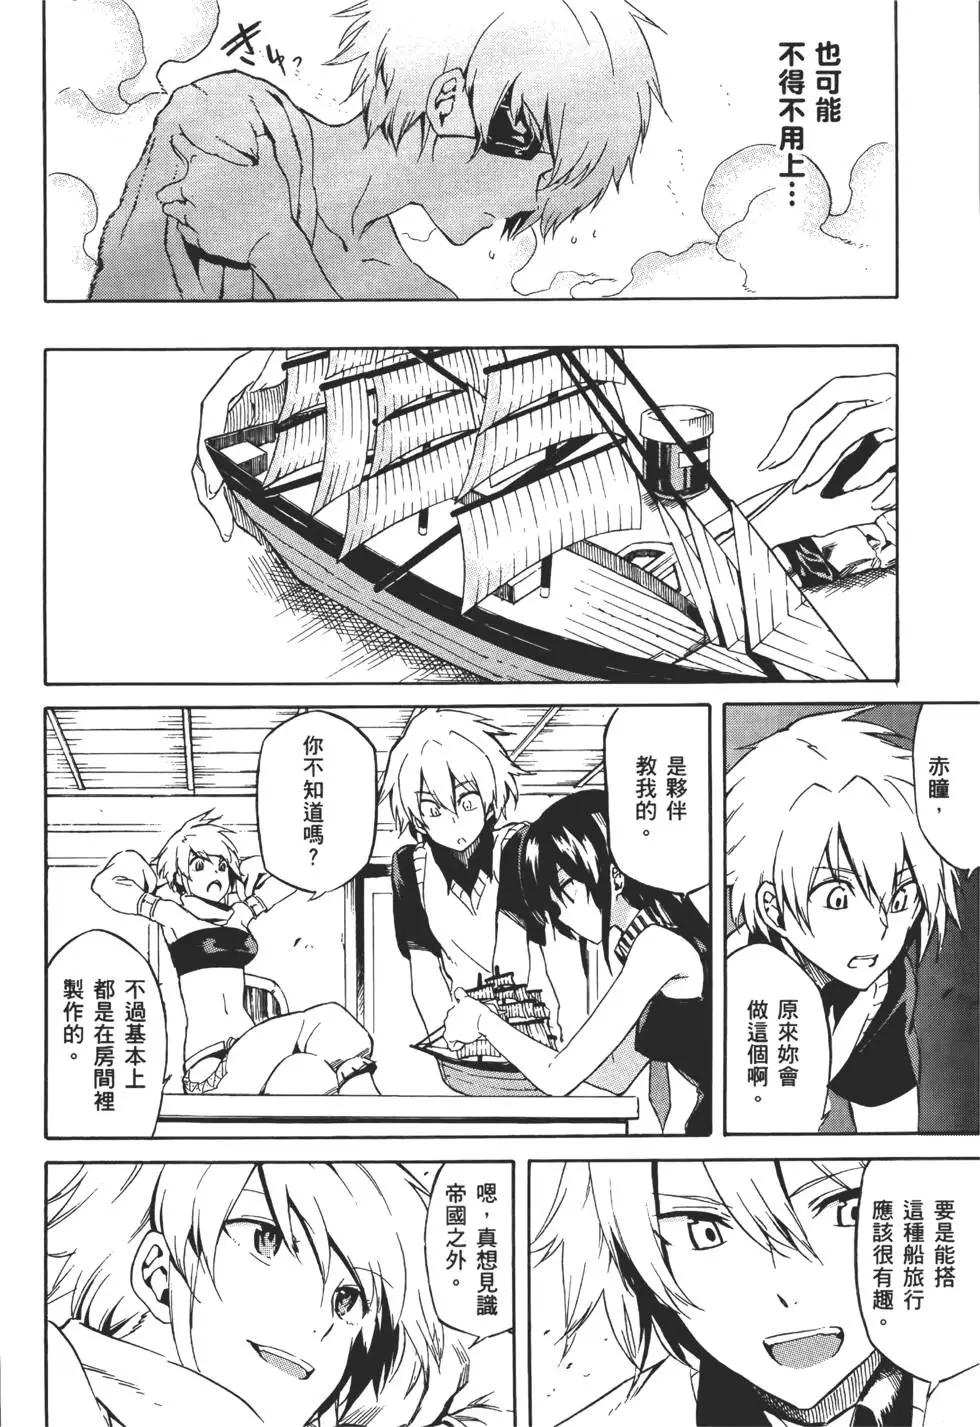 也可能
不得不用上…
ぎゅっ
赤瞳，
原來妳會
做這個啊。
是夥伴
教我的。
你不知道嗎？
不過基本上
都是在房間裡
製作的。
要是能搭
這種船旅行
應該很有趣。
嗯，真想見識
帝國之外。